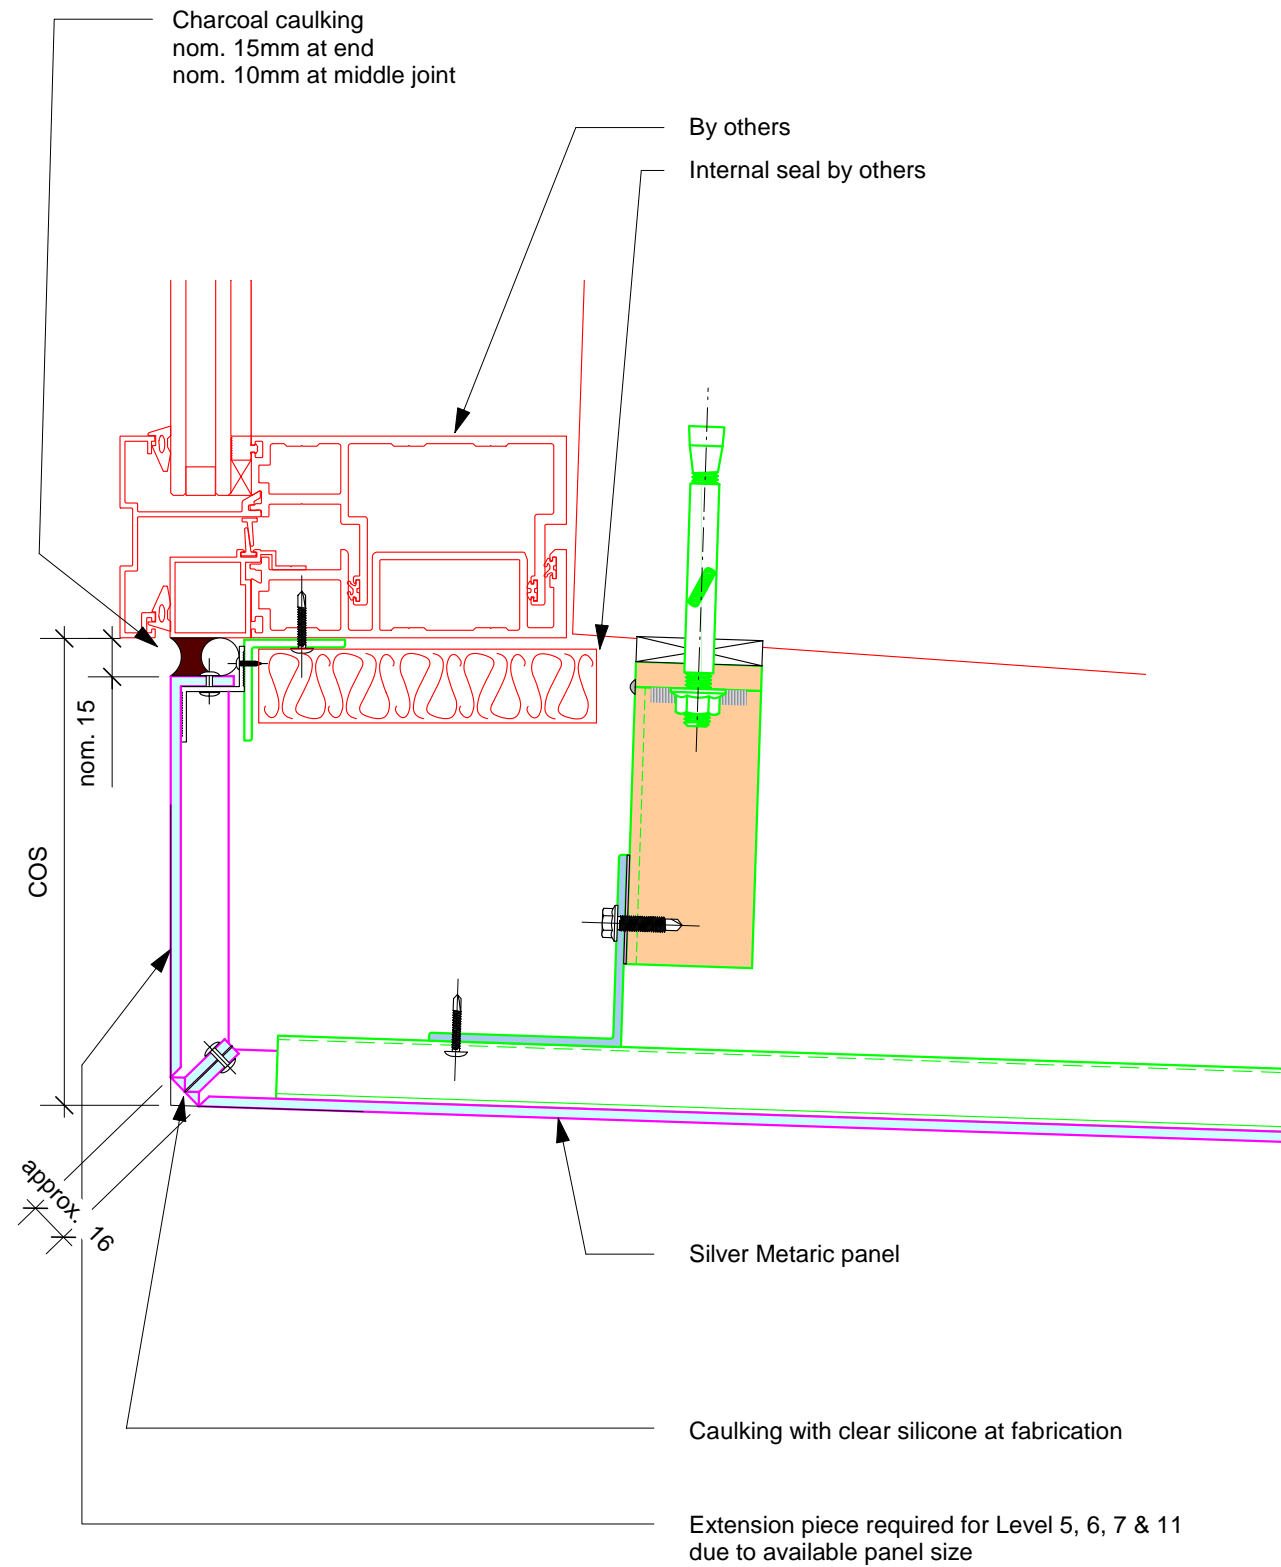 Charcoal caulking
nom. 15mm at end
nom. 10mm at middle joint
By others
Internal seal by others
nom. 15
COS
approx. 16
Silver Metaric panel
Caulking with clear silicone at fabrication
Extension piece required for Level 5, 6, 7 & 11
due to available panel size